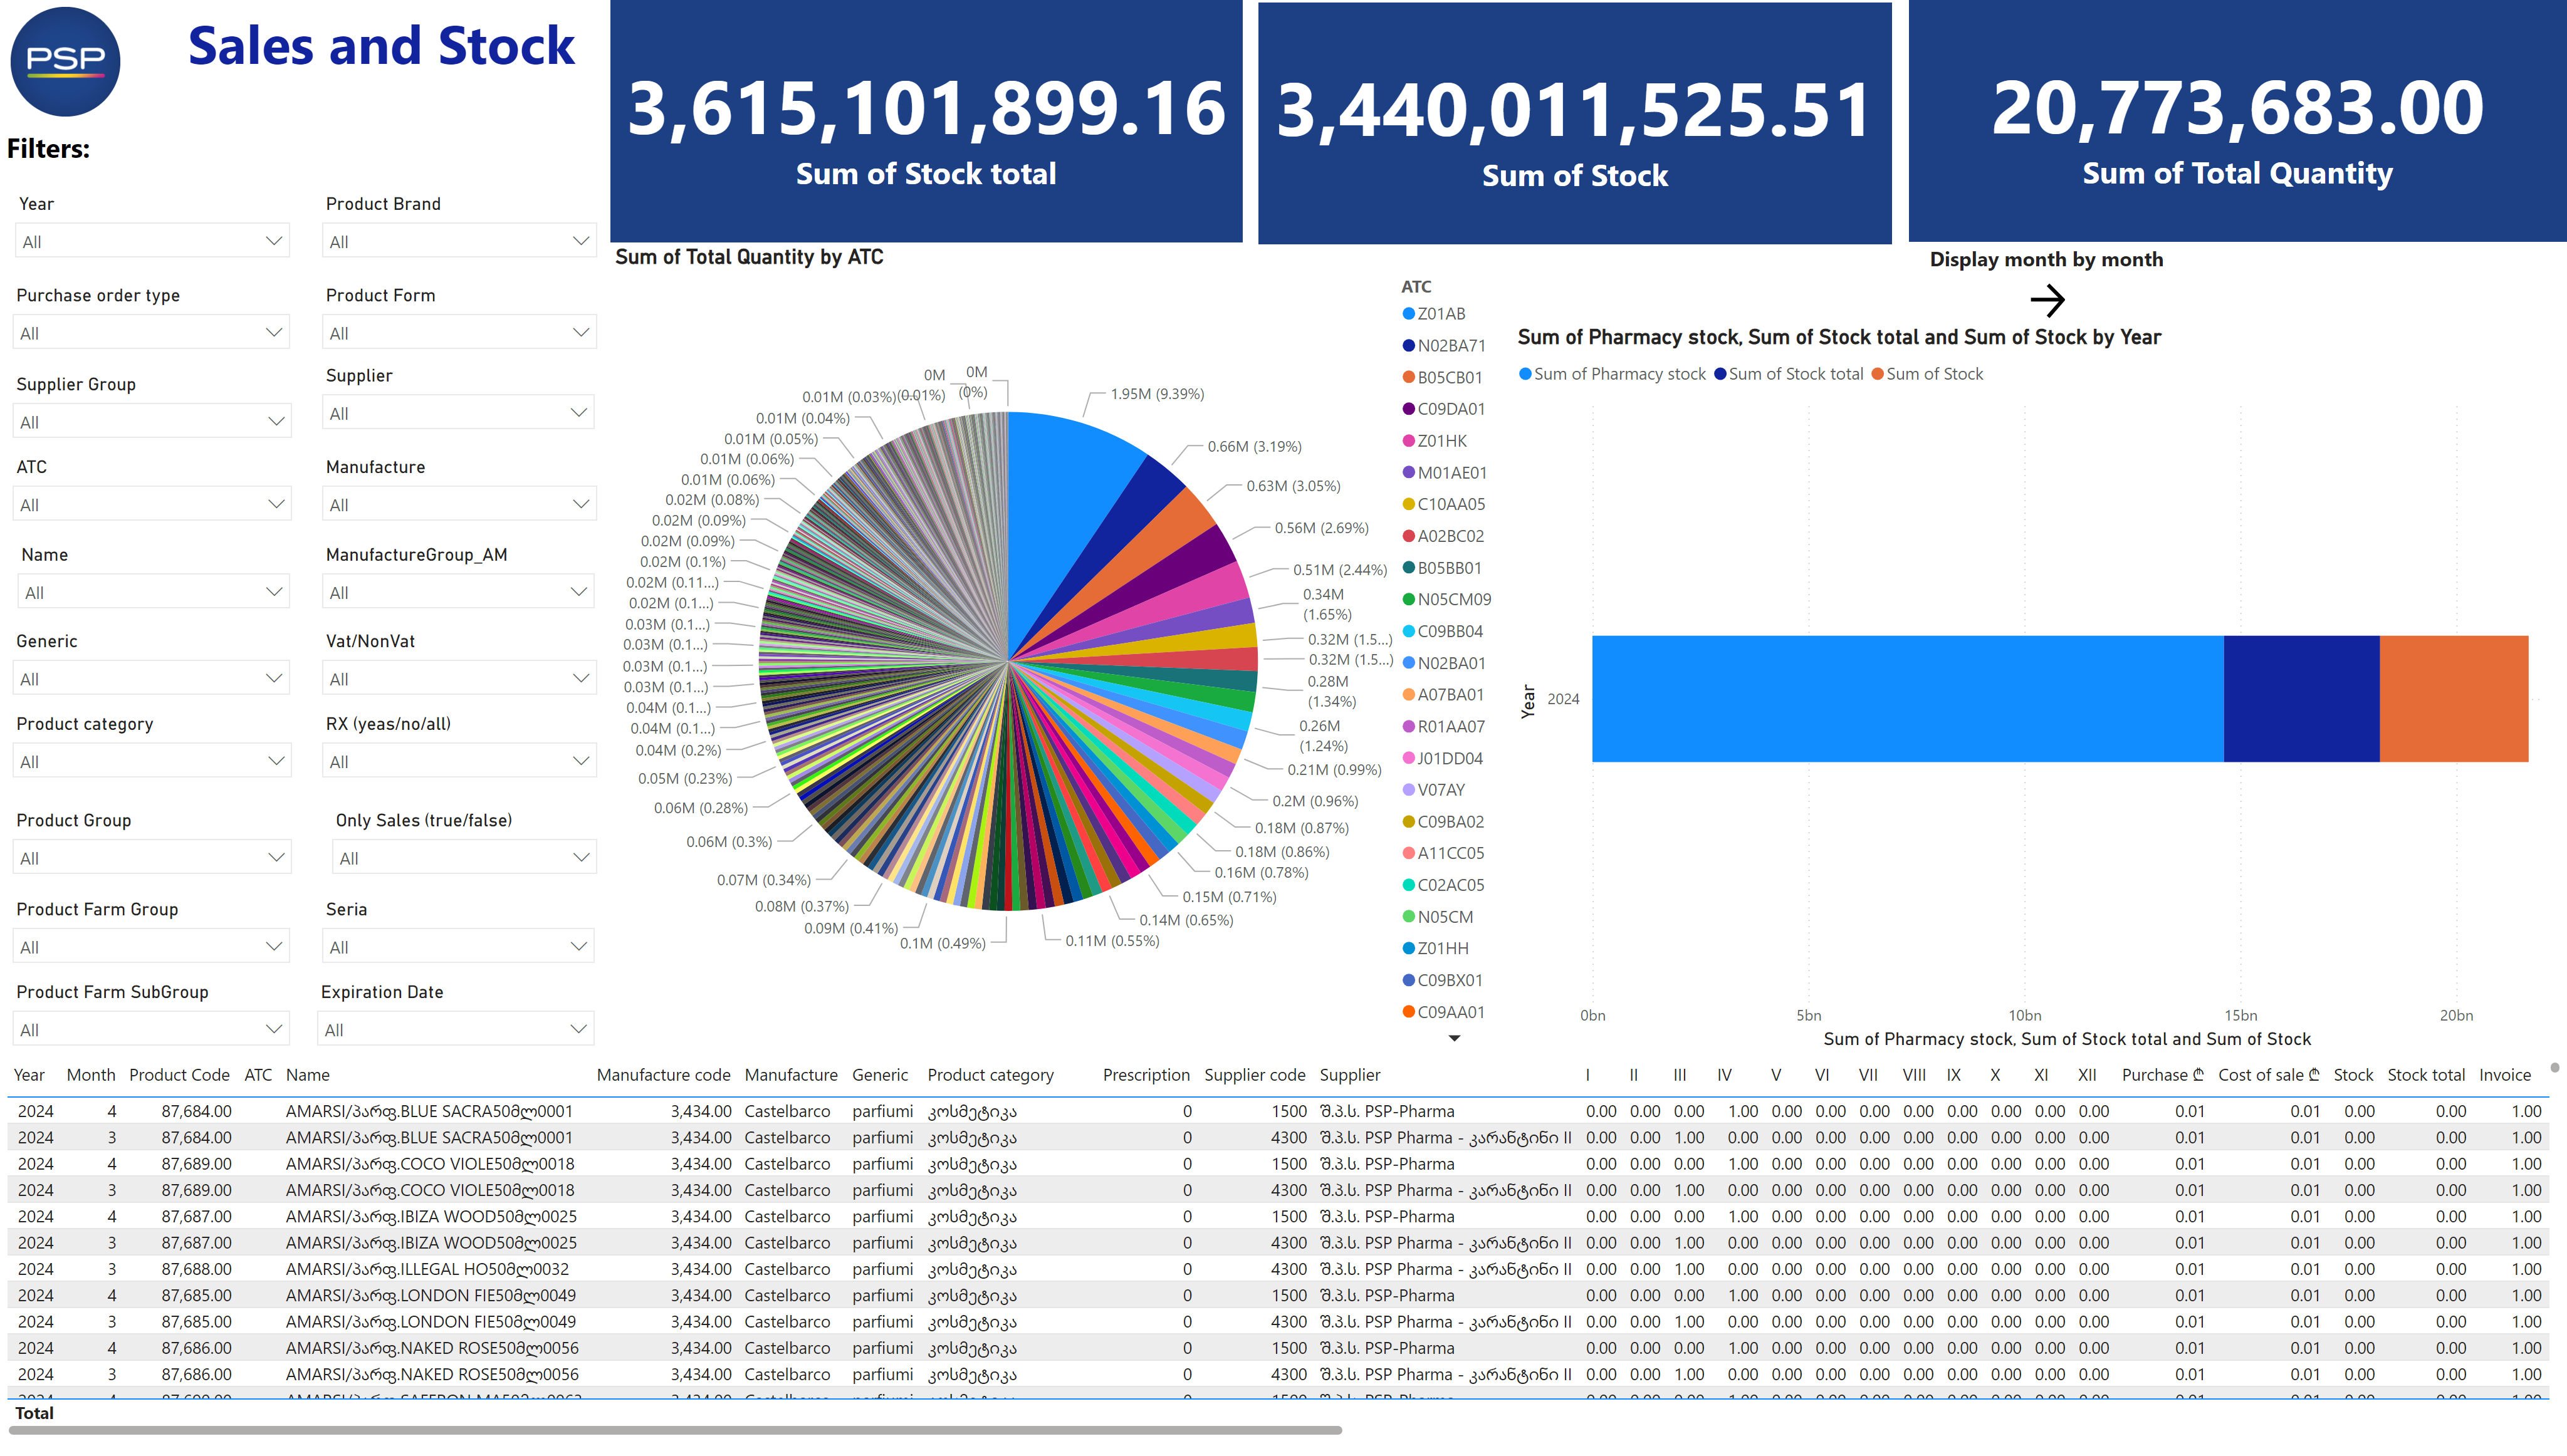 PSP
Sales and Stock
3,615,101,899.16
Sum of Stock total
3,440,011,525.51
Sum of Stock
20,773,683.00
Sum of Total Quantity
Filters:
Year
All
Product Brand
All
Purchase order type
All
Product Form
All
Supplier Group
All
Supplier
All
ATC
All
Manufacture
All
Name
All
ManufactureGroup_AM
All
Generic
All
Vat/NonVat
All
Product category
All
RX (yeas/no/all)
All
Product Group
All
Only Sales (true/false)
All
Product Farm Group
All
Seria
All
Product Farm SubGroup
All
Expiration Date
All
Sum of Total Quantity by ATC
1.95M (9.39%)
0.66M (3.19%)
0.63M (3.05%)
0.56M (2.69%)
0.51M (2.44%)
0.34M
(1.65%)
0.32M (1.5...)
0.32M (1.5...)
0.28M
(1.34%)
0.26M
(1.24%)
0.21M (0.99%)
0.2M (0.96%)
0.18M (0.87%)
0.18M (0.86%)
0.16M (0.78%)
0.15M (0.71%)
0.14M (0.65%)
0.11M (0.55%)
0.1M (0.49%)
0.09M (0.41%)
0.08M (0.37%)
0.07M (0.34%)
0.06M (0.3%)
0.06M (0.28%)
0.05M (0.23%)
0.04M (0.2%)
0.04M (0.1...)
0.04M (0.1...)
0.03M (0.1...)
0.03M (0.1...)
0.03M (0.1...)
0.03M (0.1...)
0.02M (0.1...)
0.02M (0.11...)
0.02M (0.1%)
0.02M (0.09%)
0.02M (0.09%)
0.02M (0.08%)
0.01M (0.06%)
0.01M (0.06%)
0.01M (0.05%)
0.01M (0.04%)
0.01M (0.03%)
0M
(0.01%)
0M
(0%)
ATC
Z01AB
N02BA71
B05CB01
C09DA01
Z01HK
M01AE01
C10AA05
A02BC02
B05BB01
N05CM09
C09BB04
N02BA01
A07BA01
R01AA07
J01DD04
V07AY
C09BA02
A11CC05
C02AC05
N05CM
Z01HH
C09BX01
C09AA01
Display month by month
Sum of Pharmacy stock, Sum of Stock total and Sum of Stock by Year
Sum of Pharmacy stock Sum of Stock total Sum of Stock
Year
2024
0bn 5bn 10bn 15bn 20bn
Sum of Pharmacy stock, Sum of Stock total and Sum of Stock
Year Month Product Code ATC Name Manufacture code Manufacture Generic Product category Prescription Supplier code Supplier I II III IV V VI VII VIII IX X XI XII Purchase ₾ Cost of sale ₾ Stock Stock total Invoice
2024 4 87,684.00 AMARSI/პარფ.BLUE SACRA50მლ0001 3,434.00 Castelbarco parfiumi კოსმეტიკა 0 1500 შ.პ.ს. PSP-Pharma 0.00 0.00 0.00 1.00 0.00 0.00 0.00 0.00 0.00 0.00 0.00 0.00 0.01 0.01 0.00 0.00 1.00
2024 3 87,684.00 AMARSI/პარფ.BLUE SACRA50მლ0001 3,434.00 Castelbarco parfiumi კოსმეტიკა 0 4300 შ.პ.ს. PSP Pharma - კარანტინი II 0.00 0.00 1.00 0.00 0.00 0.00 0.00 0.00 0.00 0.00 0.00 0.00 0.01 0.01 0.00 0.00 1.00
2024 4 87,689.00 AMARSI/პარფ.COCO VIOLE50მლ0018 3,434.00 Castelbarco parfiumi კოსმეტიკა 0 1500 შ.პ.ს. PSP-Pharma 0.00 0.00 0.00 1.00 0.00 0.00 0.00 0.00 0.00 0.00 0.00 0.00 0.01 0.01 0.00 0.00 1.00
2024 3 87,689.00 AMARSI/პარფ.COCO VIOLE50მლ0018 3,434.00 Castelbarco parfiumi კოსმეტიკა 0 4300 შ.პ.ს. PSP Pharma - კარანტინი II 0.00 0.00 1.00 0.00 0.00 0.00 0.00 0.00 0.00 0.00 0.00 0.00 0.01 0.01 0.00 0.00 1.00
2024 4 87,687.00 AMARSI/პარფ.IBIZA WOOD50მლ0025 3,434.00 Castelbarco parfiumi კოსმეტიკა 0 1500 შ.პ.ს. PSP-Pharma 0.00 0.00 0.00 1.00 0.00 0.00 0.00 0.00 0.00 0.00 0.00 0.00 0.01 0.01 0.00 0.00 1.00
2024 3 87,687.00 AMARSI/პარფ.IBIZA WOOD50მლ0025 3,434.00 Castelbarco parfiumi კოსმეტიკა 0 4300 შ.პ.ს. PSP Pharma - კარანტინი II 0.00 0.00 1.00 0.00 0.00 0.00 0.00 0.00 0.00 0.00 0.00 0.00 0.01 0.01 0.00 0.00 1.00
2024 3 87,688.00 AMARSI/პარფ.ILLEGAL HO50მლ0032 3,434.00 Castelbarco parfiumi კოსმეტიკა 0 4300 შ.პ.ს. PSP Pharma - კარანტინი II 0.00 0.00 1.00 0.00 0.00 0.00 0.00 0.00 0.00 0.00 0.00 0.00 0.01 0.01 0.00 0.00 1.00
2024 4 87,685.00 AMARSI/პარფ.LONDON FIE50მლ0049 3,434.00 Castelbarco parfiumi კოსმეტიკა 0 1500 შ.პ.ს. PSP-Pharma 0.00 0.00 0.00 1.00 0.00 0.00 0.00 0.00 0.00 0.00 0.00 0.00 0.01 0.01 0.00 0.00 1.00
2024 3 87,685.00 AMARSI/პარფ.LONDON FIE50მლ0049 3,434.00 Castelbarco parfiumi კოსმეტიკა 0 4300 შ.პ.ს. PSP Pharma - კარანტინი II 0.00 0.00 1.00 0.00 0.00 0.00 0.00 0.00 0.00 0.00 0.00 0.00 0.01 0.01 0.00 0.00 1.00
2024 4 87,686.00 AMARSI/პარფ.NAKED ROSE50მლ0056 3,434.00 Castelbarco parfiumi კოსმეტიკა 0 1500 შ.პ.ს. PSP-Pharma 0.00 0.00 0.00 1.00 0.00 0.00 0.00 0.00 0.00 0.00 0.00 0.00 0.01 0.01 0.00 0.00 1.00
2024 3 87,686.00 AMARSI/პარფ.NAKED ROSE50მლ0056 3,434.00 Castelbarco parfiumi კოსმეტიკა 0 4300 შ.პ.ს. PSP Pharma - კარანტინი II 0.00 0.00 1.00 0.00 0.00 0.00 0.00 0.00 0.00 0.00 0.00 0.00 0.01 0.01 0.00 0.00 1.00
Total